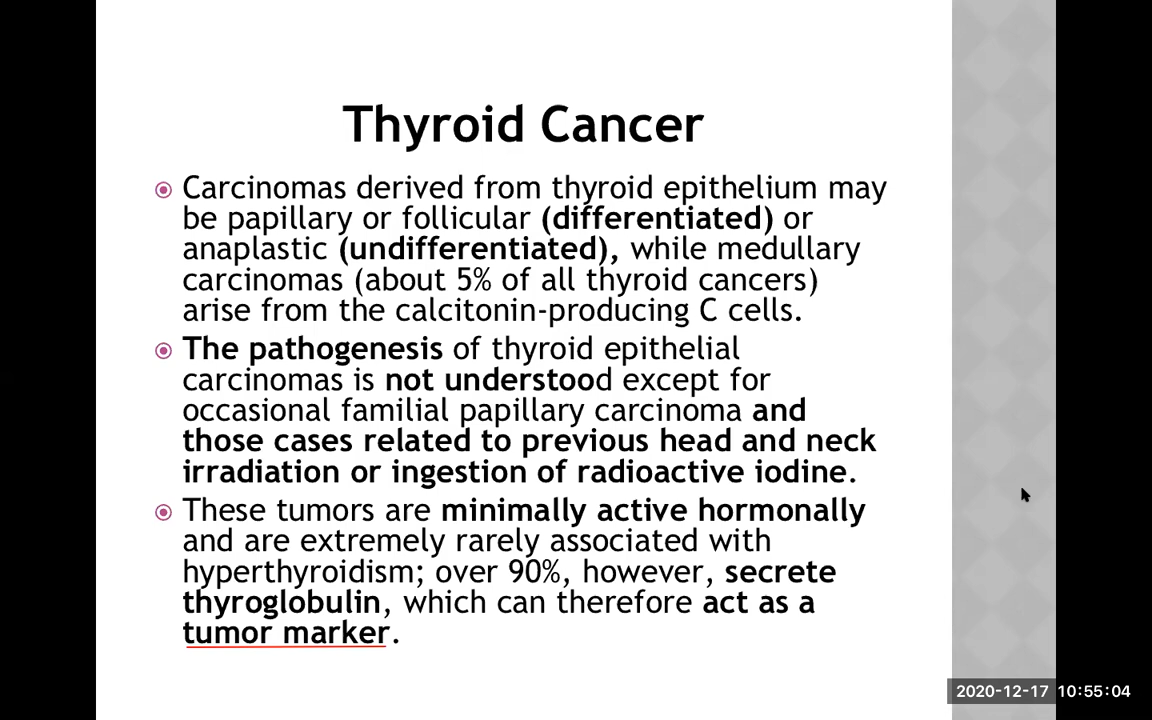 Thyroid Cancer
Carcinomas derived from thyroid epithelium may
be papillary or follicular (differentiated) or
anaplastic (undifferentiated), while medullary
carcinomas (about 5% of all thyroid cancers)
arise from the calcitonin-producing C cells.
The pathogenesis of thyroid epithelial
carcinomas is not understood except for
occasional familial papillary carcinoma and
those cases related to previous head and neck
irradiation or ingestion of radioactive iodine.
These tumors are minimally active hormonally
and are extremely rarely associated with
hyperthyroidism; over 90%, however, secrete
thyroglobulin, which can therefore act as a
tumor marker.
2020-12-17 10:55:04